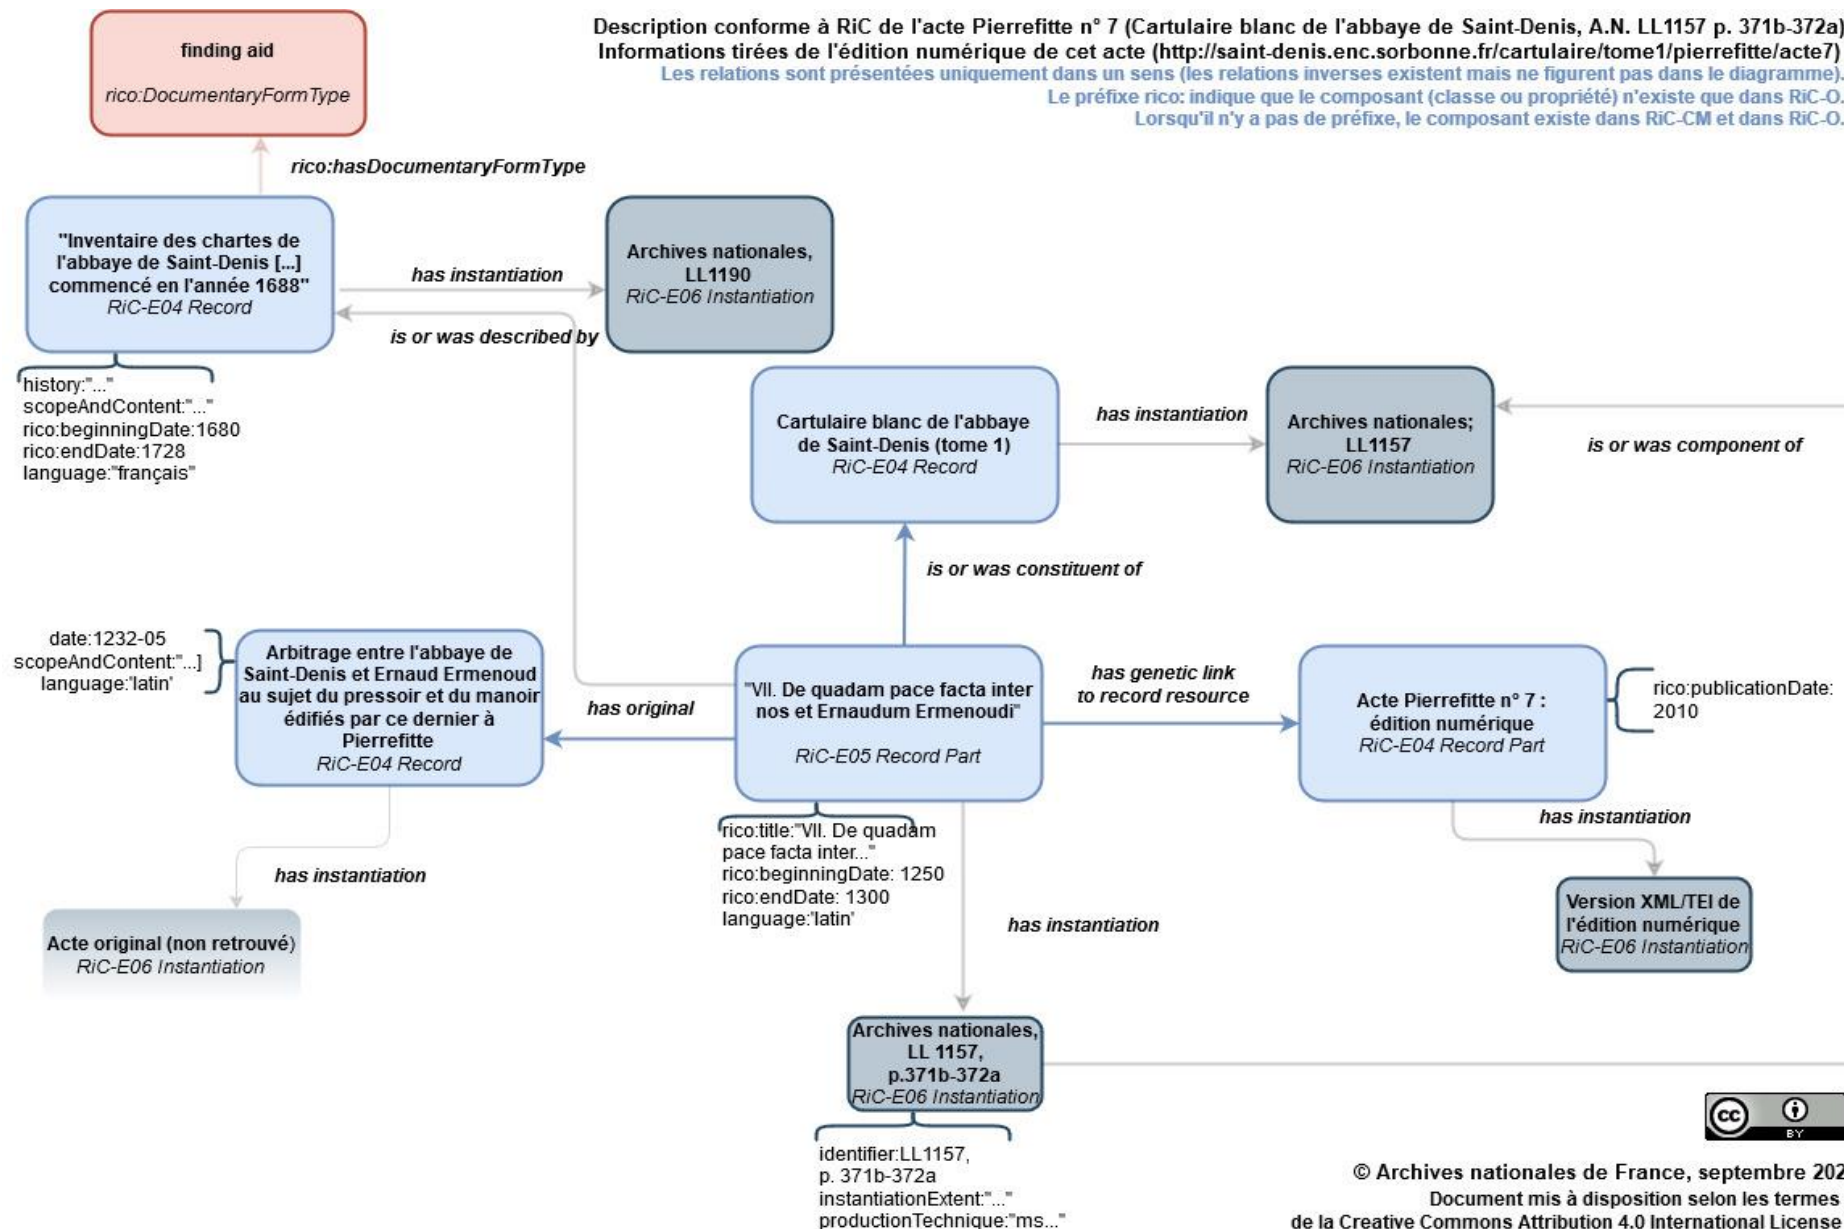 Description conforme à RiC de l'acte Pierrefitte n° 7 (Cartulaire blanc de l'abbaye de Saint-Denis, A.N. LL1157 p. 371b-372a)
Informations tirées de l'édition numérique de cet acte (http://saint-denis.enc.sorbonne.fr/cartulaire/tome1/pierrefitte/acte7)
Les relations sont présentées uniquement dans un sens (les relations inverses existent mais ne figurent pas dans le diagramme).
Le préfixe rico: indique que le composant (classe ou propriété) n'existe que dans RiC-O.
Lorsqu'il n'y a pas de préfixe, le composant existe dans RiC-CM et dans RiC-O.
finding aid
rico:DocumentaryFormType
rico:hasDocumentaryFormType
"Inventaire des chartes de
l'abbaye de Saint-Denis [...]
commencé en l'année 1688"
RiC-E04 Record
has instantiation
Archives nationales,
LL1190
RiC-E06 Instantiation
is or was described by
history:"..."
scopeAndContent:"..."
rico:beginningDate:1680
rico:endDate:1728
language:"français"
Cartulaire blanc de l'abbaye
de Saint-Denis (tome 1)
RiC-E04 Record
has instantiation
Archives nationales;
LL1157
RiC-E06 Instantiation
is or was component of
is or was constituent of
date:1232-05
scopeAndContent:"...]
language:'latin'
Arbitrage entre l'abbaye de
Saint-Denis et Ernaud Ermenoud
au sujet du pressoir et du manoir
édifiés par ce dernier à
Pierrefitte
RiC-E04 Record
has original
"VII. De quadam pace facta inter
nos et Ernaudum Ermenoudi"
RiC-E05 Record Part
has genetic link
to record resource
Acte Pierrefitte n° 7 :
édition numérique
RiC-E04 Record Part
rico:publicationDate:
2010
has instantiation
Acte original (non retrouvé)
RiC-E06 Instantiation
rico:title:"VII. De quadam
pace facta inter..."
rico:beginningDate: 1250
rico:endDate: 1300
language:'latin'
has instantiation
has instantiation
Version XML/TEI de
l'édition numérique
RiC-E06 Instantiation
Archives nationales,
LL 1157,
p.371b-372a
RiC-E06 Instantiation
identifier:LL1157,
p. 371b-372a
instantiationExtent:"..."
productionTechnique:"ms..."
cc
BY
© Archives nationales de France, septembre 202
Document mis à disposition selon les termes
de la Creative Commons Attribution 4.0 International License